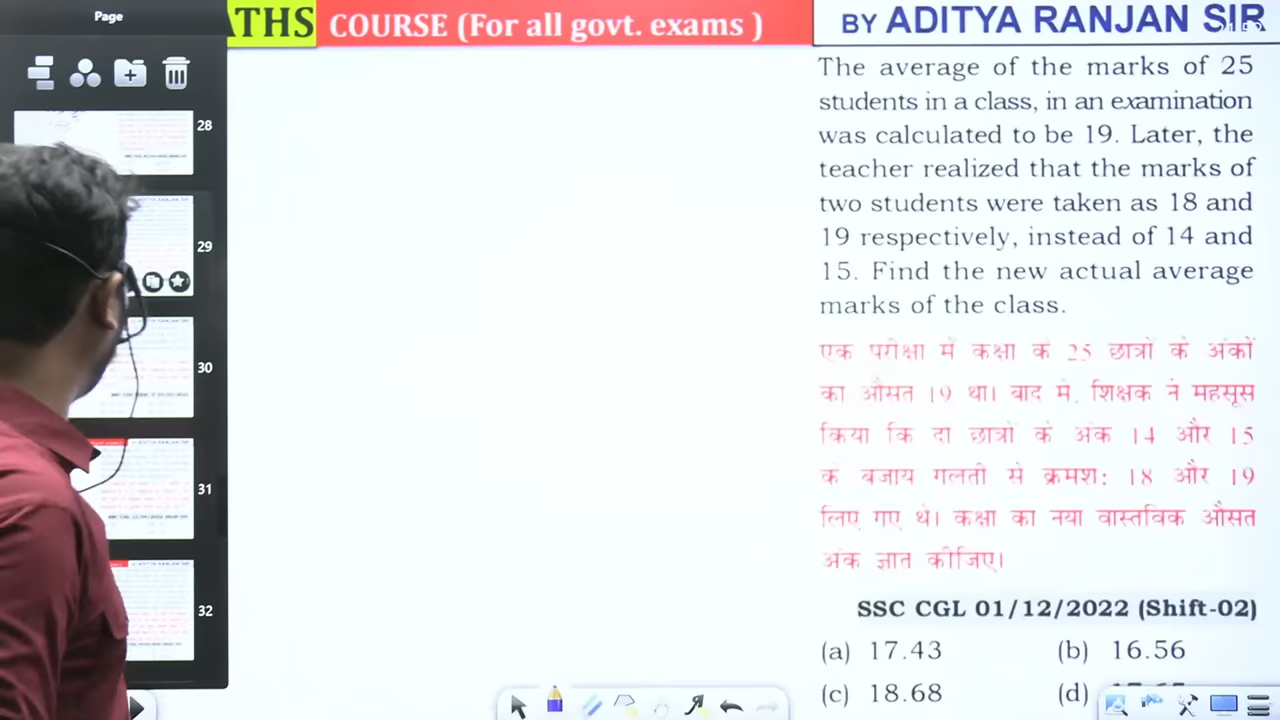 Page
ATHS COURSE (For all govt. exams ) BY ADITYA RANJAN SIR
28
29
30
31
32
The average of the marks of 25
students in a class, in an examination
was calculated to be 19. Later, the
teacher realized that the marks of
two students were taken as 18 and
19 respectively, instead of 14 and
15. Find the new actual average
marks of the class.
एक परीक्षा में कक्षा के 25 छात्रों के अंकों
का औसत 19 था। बाद में, शिक्षक ने महसूस
किया कि दो छात्रों के अंक 14 और 15
के बजाय गलती से क्रमश: 18 और 19
लिए गए थे। कक्षा का नया वास्तविक औसत
अंक ज्ञात कीजिए।
SSC CGL 01/12/2022 (Shift-02)
(a) 17.43 (b) 16.56
(c) 18.68 (d)